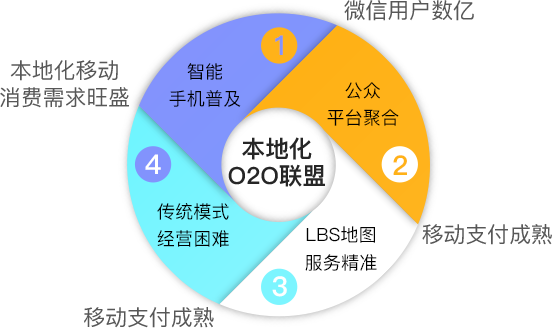 微信用户数亿
1
智能
手机普及
本地化移动
消费需求旺盛
公众
平台聚合
2
本地化
O2O联盟
4
传统模式
经营困难
LBS地图
服务精准
3
移动支付成熟
移动支付成熟